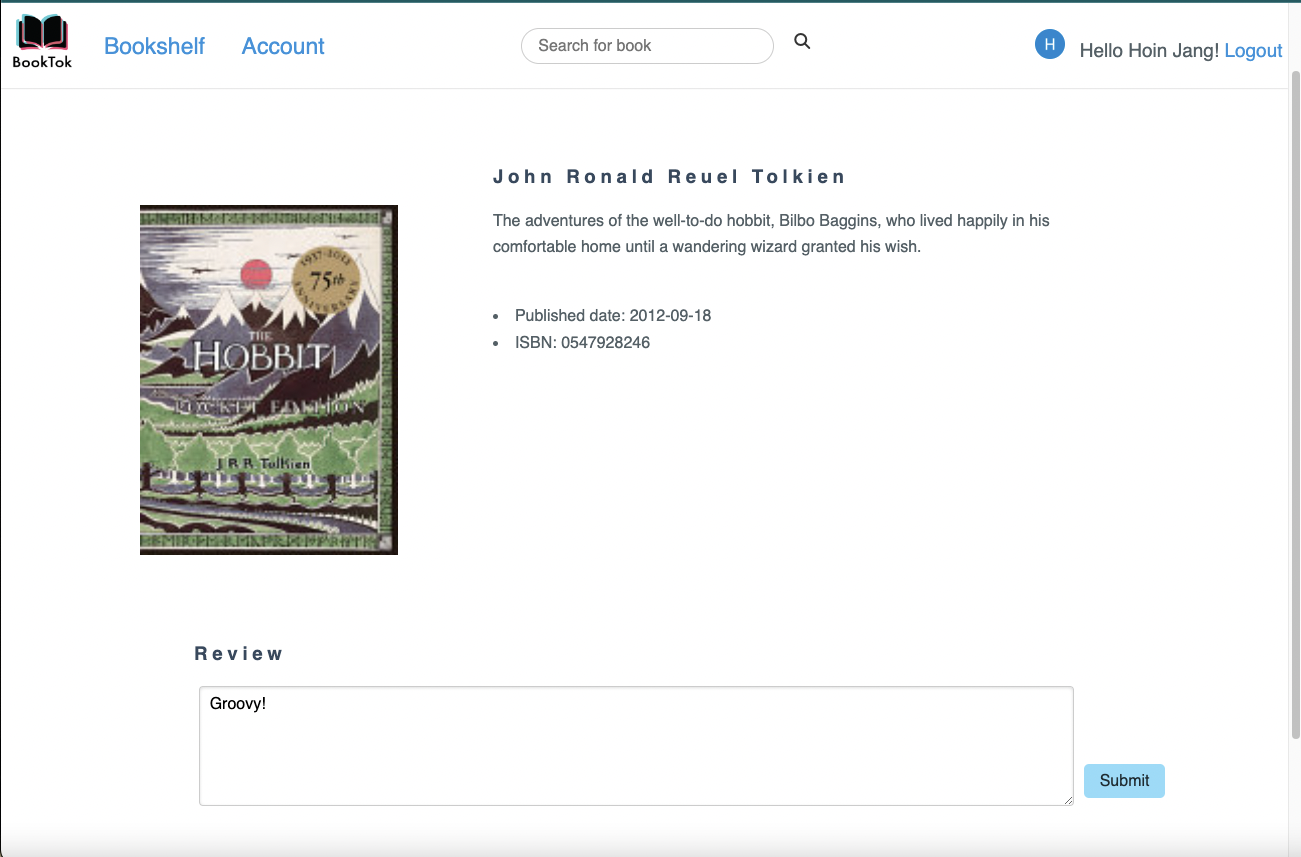 BookTok
Bookshelf
Account
Search for book
H
Hello Hoin Jang! Logout
John Ronald Reuel Tolkien
The adventures of the well-to-do hobbit, Bilbo Baggins, who lived happily in his
comfortable home until a wandering wizard granted his wish.
• Published date: 2012-09-18
• ISBN: 0547928246
1937-2012
75th
ANNIVERSARY
THE
HOBBIT
POCKET EDITION
J.R.R. Tolkien
Review
Groovy!
Submit